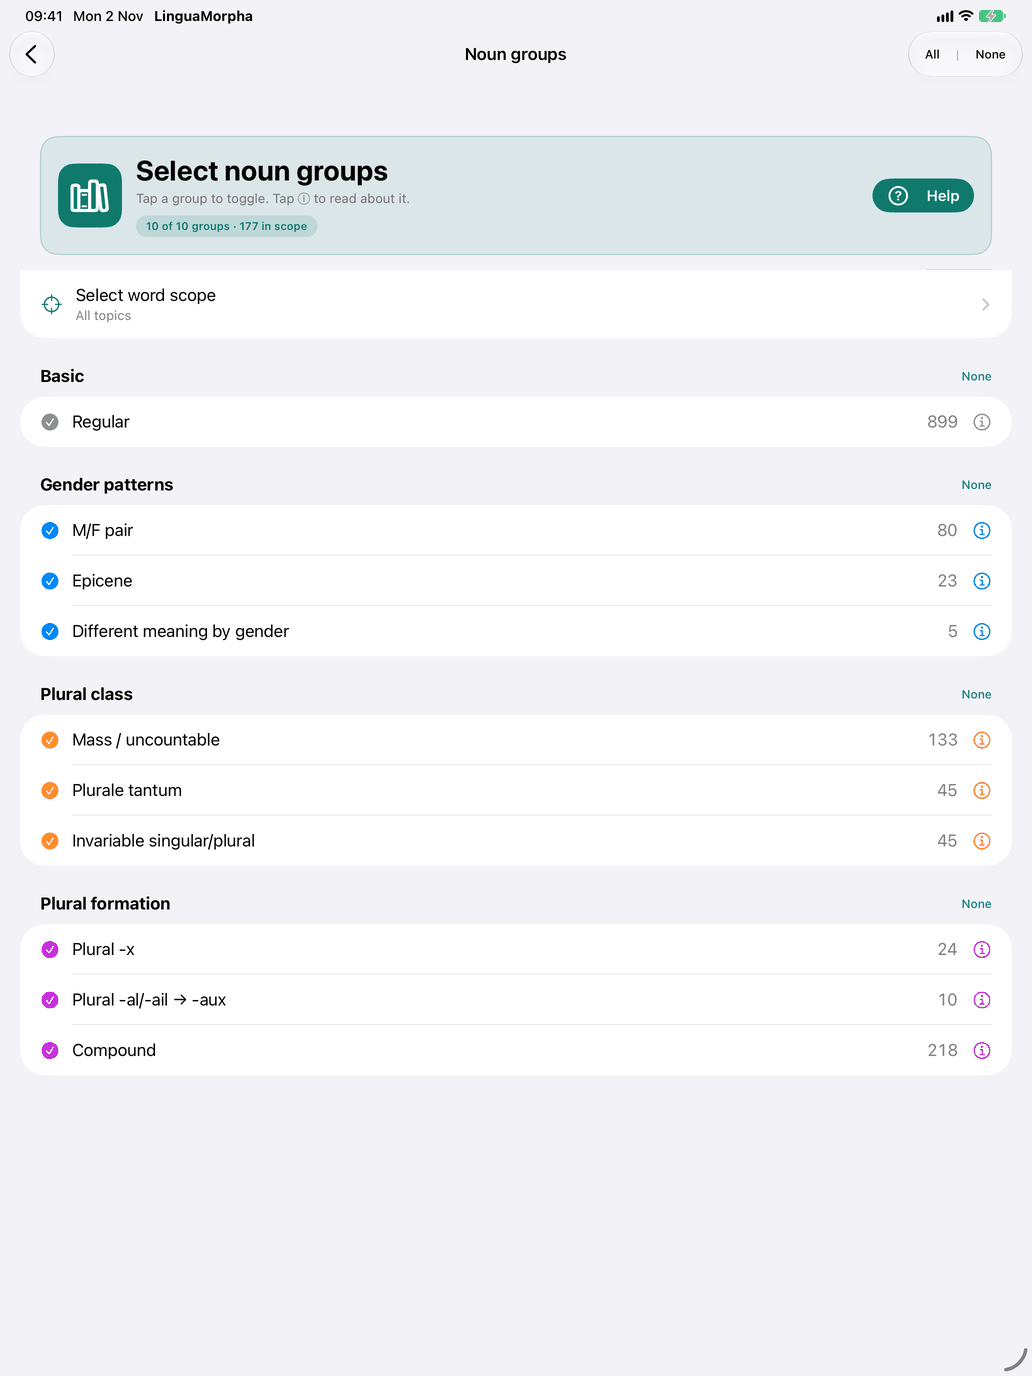 09:41 Mon 2 Nov LinguaMorpha
Noun groups
All | None
Select noun groups
Tap a group to toggle. Tap ⓘ to read about it.
10 of 10 groups · 177 in scope
? Help
Select word scope
All topics
Basic None
Regular 899
Gender patterns None
M/F pair 80
Epicene 23
Different meaning by gender 5
Plural class None
Mass / uncountable 133
Plurale tantum 45
Invariable singular/plural 45
Plural formation None
Plural -x 24
Plural -al/-ail → -aux 10
Compound 218